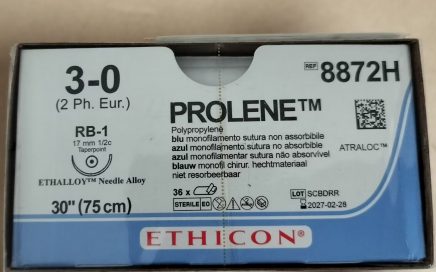 3-0
(2 Ph. Eur.)
RB-1
17 mm 1/2c
Taperpoint
ETHALLOY™ Needle Alloy
30" (75 cm)
PROLENE™
Polypropylene
blu monofilamento sutura non assorbibile
azul monofilamento sutura no absorbible
azul monofilamentar sutura não absorvível
blauw monofil chirur. hechtmateriaal
niet resorbeerbaar
36 x
STERILE EO
REF 8872H
ATRALOC™
LOT SCBDRR
2027-02-28
ETHICON®